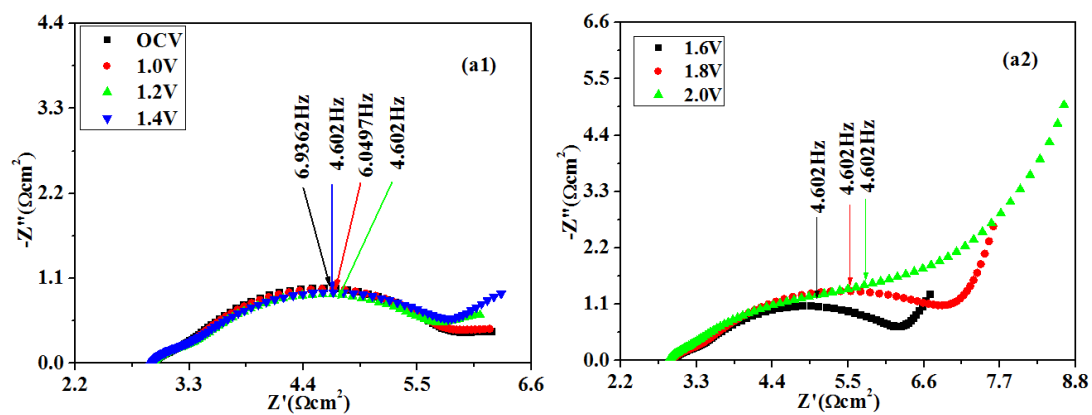 4.4
3.3
2.2
1.1
0.0
-Z''(Ωcm²)
OCV
1.0V
1.2V
1.4V
(a1)
6.9362Hz
4.602Hz
6.0497Hz
4.602Hz
2.2 3.3 4.4 5.5 6.6
Z'(Ωcm²)
6.6
5.5
4.4
3.3
2.2
1.1
0.0
-Z''(Ωcm²)
1.6V
1.8V
2.0V
(a2)
4.602Hz
4.602Hz
4.602Hz
2.2 3.3 4.4 5.5 6.6 7.7 8.8
Z'(Ωcm²)